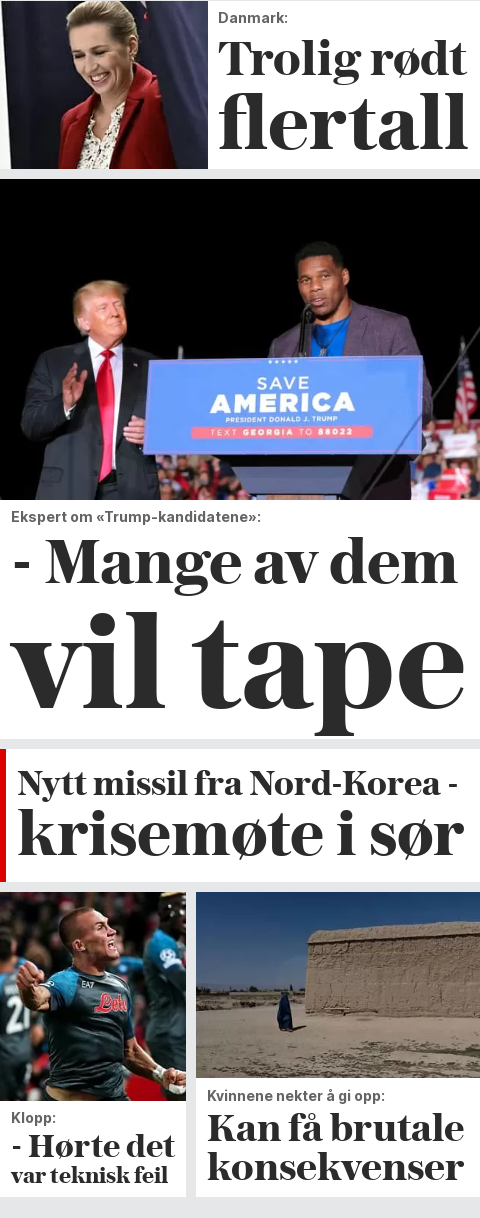 Danmark:
Trolig rødt
flertall
SAVE
AMERICA
PRESIDENT DONALD J. TRUMP
TEXT GEORGIA TO 88022
Ekspert om «Trump-kandidatene»:
- Mange av dem
vil tape
Nytt missil fra Nord-Korea -
krisemøte i sør
EA7
Lete
Klopp:
- Hørte det
var teknisk feil
Kvinnene nekter å gi opp:
Kan få brutale
konsekvenser